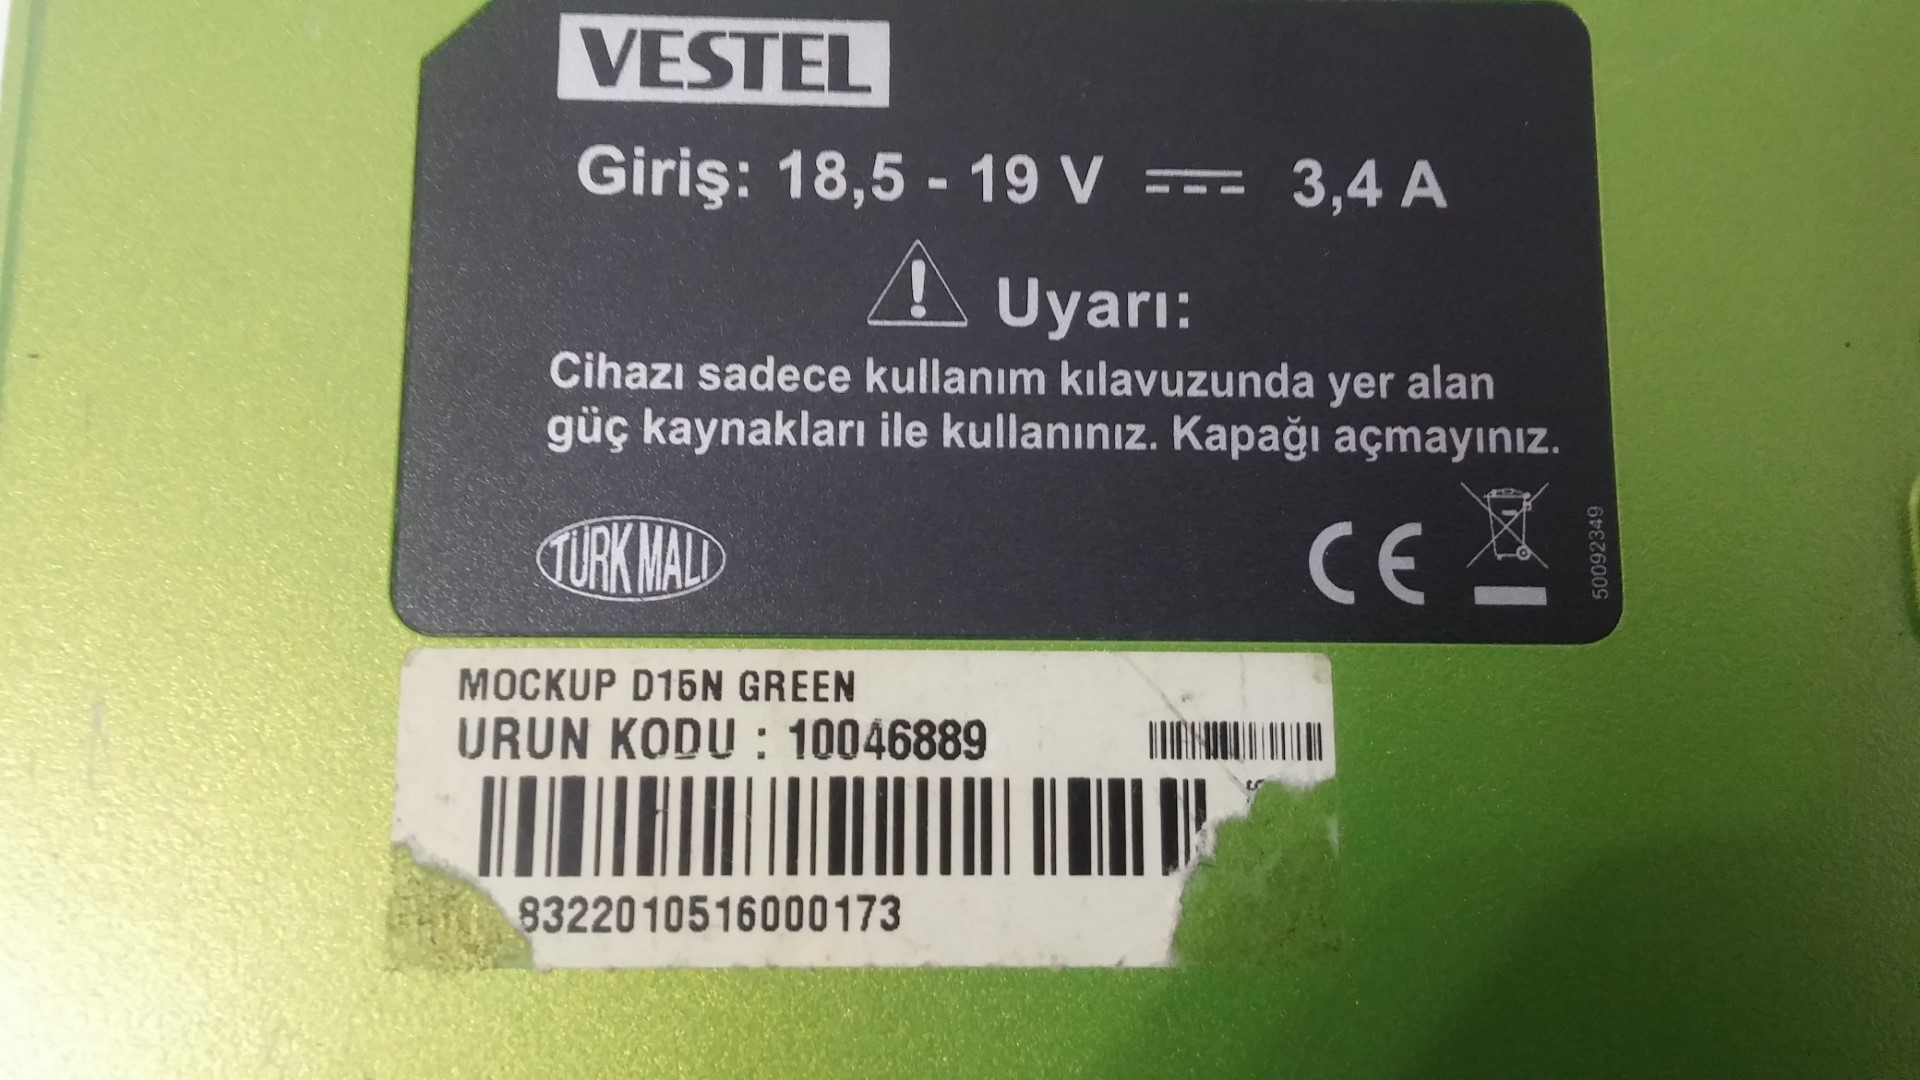 VESTEL
Giriş: 18,5 - 19 V 3,4 A
Uyarı:
Cihazı sadece kullanım kılavuzunda yer alan
güç kaynakları ile kullanınız. Kapağı açmayınız.
TÜRK MALI
CE
50092349
MOCKUP D15N GREEN
URUN KODU : 10046889
8322010516000173